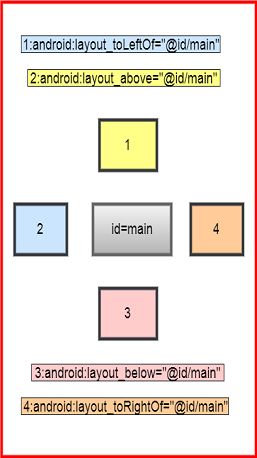 1:android:layout_toLeftOf="@id/main"
2:android:layout_above="@id/main"
1
2
id=main
4
3
3:android:layout_below="@id/main"
4:android:layout_toRightOf="@id/main"